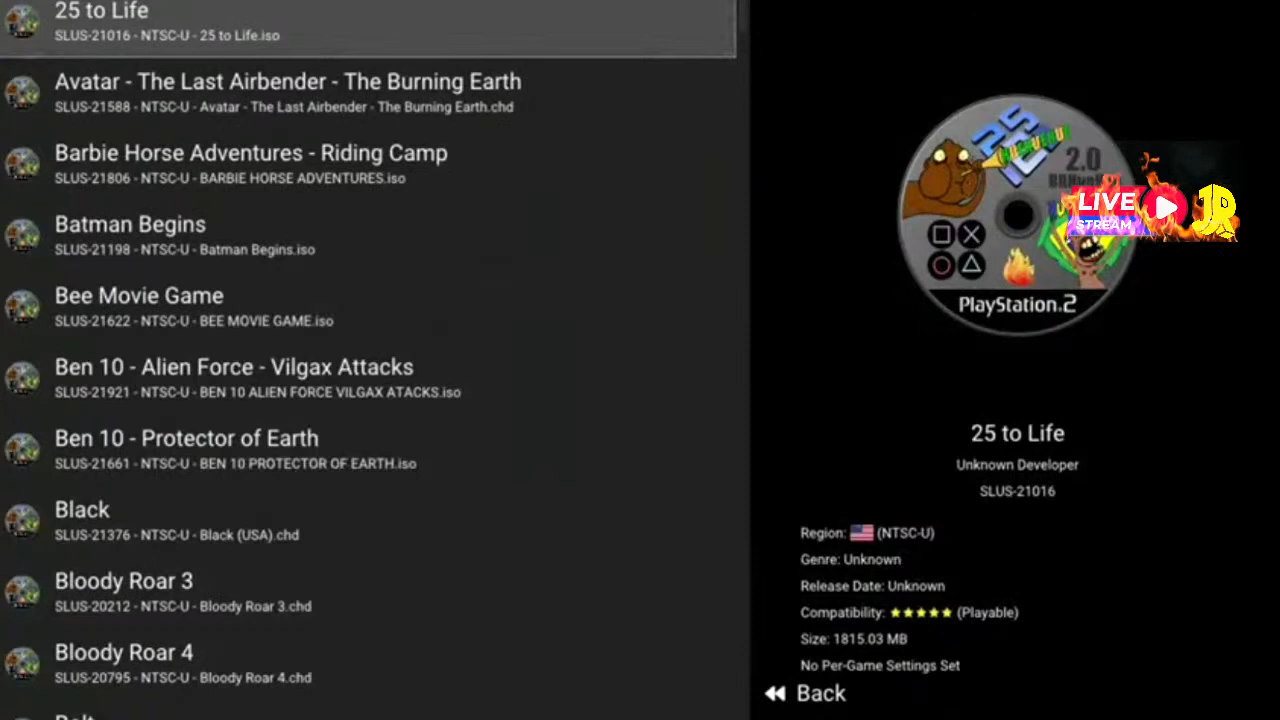 25 to Life
SLUS-21016 - NTSC-U - 25 to Life.iso
Avatar - The Last Airbender - The Burning Earth
SLUS-21588 - NTSC-U - Avatar - The Last Airbender - The Burning Earth.chd
Barbie Horse Adventures - Riding Camp
SLUS-21806 - NTSC-U - BARBIE HORSE ADVENTURES.iso
Batman Begins
SLUS-21198 - NTSC-U - Batman Begins.iso
Bee Movie Game
SLUS-21622 - NTSC-U - BEE MOVIE GAME.iso
Ben 10 - Alien Force - Vilgax Attacks
SLUS-21921 - NTSC-U - BEN 10 ALIEN FORCE VILGAX ATACKS.iso
Ben 10 - Protector of Earth
SLUS-21661 - NTSC-U - BEN 10 PROTECTOR OF EARTH.iso
Black
SLUS-21376 - NTSC-U - Black (USA).chd
Bloody Roar 3
SLUS-20212 - NTSC-U - Bloody Roar 3.chd
Bloody Roar 4
SLUS-20795 - NTSC-U - Bloody Roar 4.chd
2.0
LIVE
STREAM
JR
PlayStation.2
25 to Life
Unknown Developer
SLUS-21016
Region: (NTSC-U)
Genre: Unknown
Release Date: Unknown
Compatibility: ★★★★★ (Playable)
Size: 1815.03 MB
No Per-Game Settings Set
Back